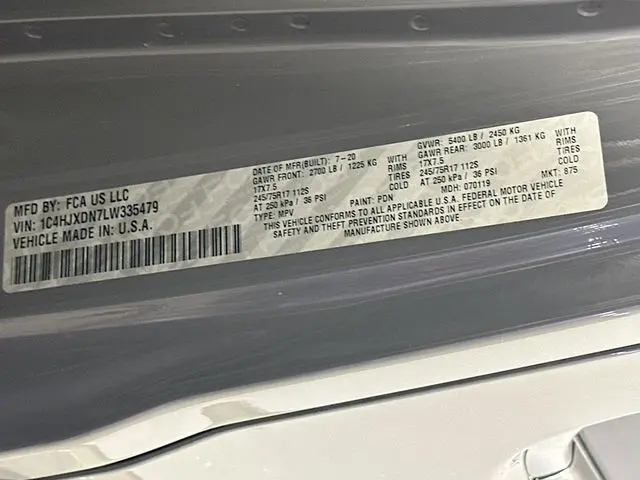 MFD BY: FCA US LLC
VIN: 1C4HJXDN7LW335479
VEHICLE MADE IN: U.S.A.
DATE OF MFR(BUILT): 7-20
GVWR: 5400 LB / 2450 KG
GAWR FRONT: 2700 LB / 1225 KG WITH
GAWR REAR: 3000 LB / 1361 KG WITH
17X7.5 RIMS
17X7.5 RIMS
245/75R17 112S TIRES
245/75R17 112S TIRES
AT 250 kPa / 36 PSI COLD
AT 250 kPa / 36 PSI COLD
MDH: 070119 MKT: 875
TYPE: MPV PAINT: PDN
THIS VEHICLE CONFORMS TO ALL APPLICABLE U.S.A. FEDERAL MOTOR VEHICLE
SAFETY AND THEFT PREVENTION STANDARDS IN EFFECT ON THE DATE OF
MANUFACTURE SHOWN ABOVE.